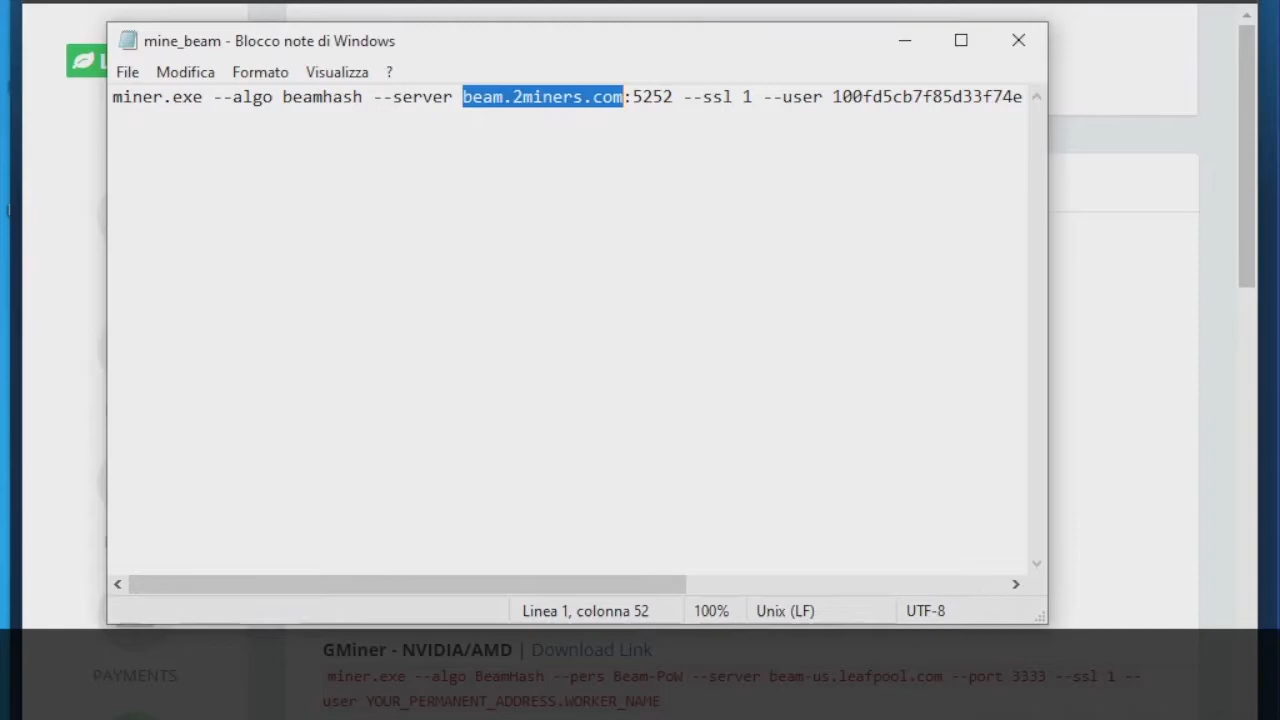 mine_beam - Blocco note di Windows
File Modifica Formato Visualizza ?
miner.exe --algo beamhash --server beam.2miners.com:5252 --ssl 1 --user 100fd5cb7f85d33f74e
Linea 1, colonna 52 100% Unix (LF) UTF-8
GMiner - NVIDIA/AMD | Download Link
miner.exe --algo BeamHash --pers Beam-PoW --server beam-us.leafpool.com --port 3333 --ssl 1 --
user YOUR_PERMANENT_ADDRESS.WORKER_NAME
PAYMENTS